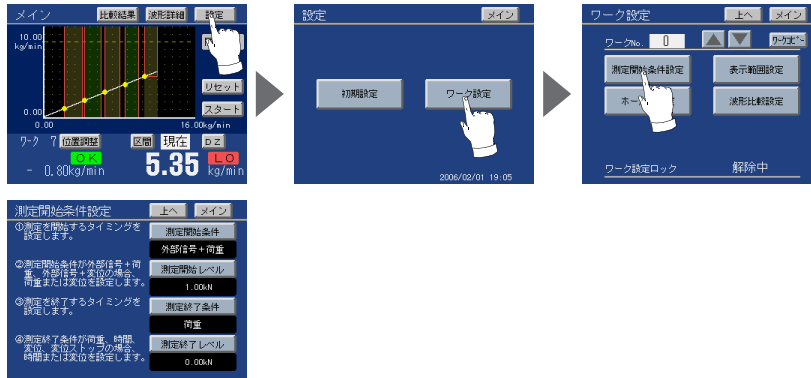 メイン 比較結果 波形詳細 設定
10.00
kg/min
リセット
0.00 スタート
0.00 16.00kg/min
ワーク 7 位置調整 区間 現在 DZ
OK 5.35 LO
- 0.80kg/min kg/min
設定 メイン
初期設定 ワーク設定
2006/02/01 19:05
ワーク設定 上へ メイン
ワークNo. 0 ワークコピー
測定開始条件設定 表示範囲設定
ホー 波形比較設定
ワーク設定ロック 解除中
測定開始条件設定 上へ メイン
①測定を開始するタイミングを
設定します。
測定開始条件
外部信号+荷重
②測定開始条件が外部信号+荷
重、外部信号+変位の場合、
荷重または変位を設定します。
測定開始レベル
1.00kN
③測定を終了するタイミングを
設定します。
測定終了条件
荷重
④測定終了条件が荷重、時間、
変位、変位ストップの場合、
時間または変位を設定します。
測定終了レベル
0.00kN